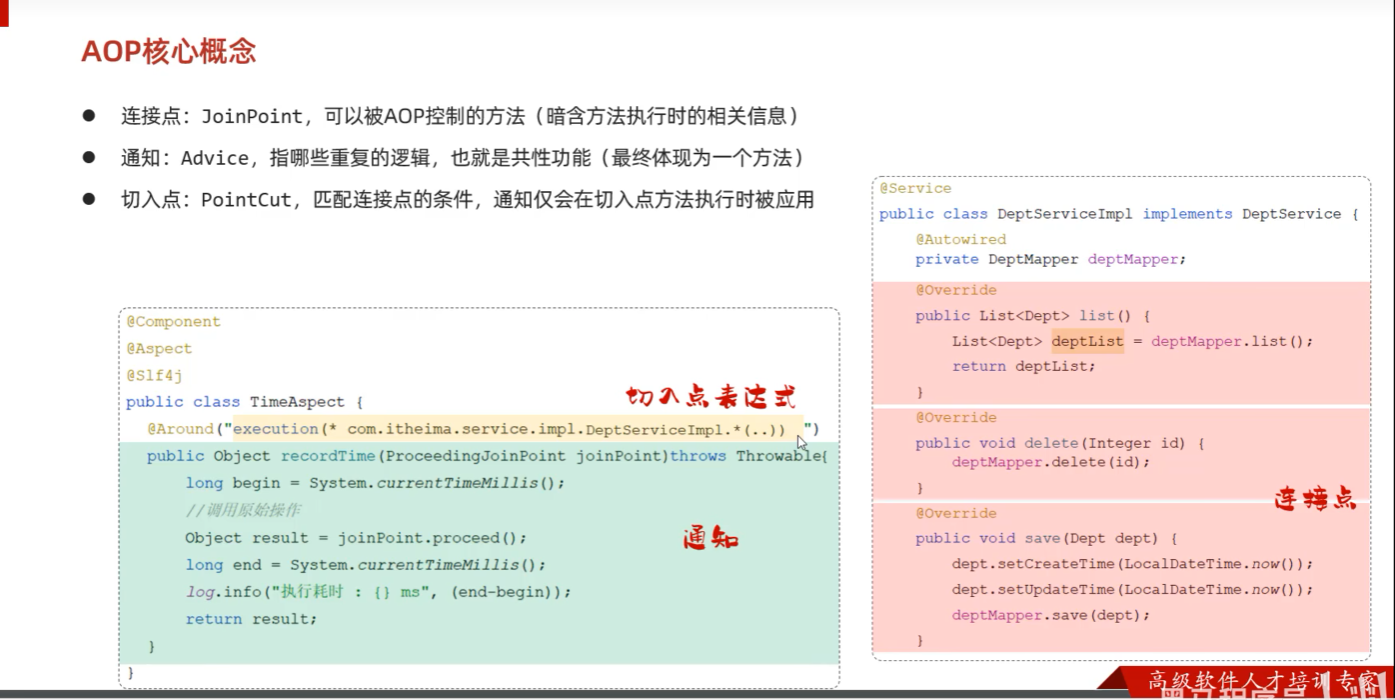 AOP核心概念
● 连接点：JoinPoint，可以被AOP控制的方法（暗含方法执行时的相关信息）
● 通知：Advice，指哪些重复的逻辑，也就是共性功能（最终体现为一个方法）
● 切入点：PointCut，匹配连接点的条件，通知仅会在切入点方法执行时被应用
@Component
@Aspect
@Slf4j
public class TimeAspect {
切入点表达式
@Around("execution(* com.itheima.service.impl.DeptServiceImpl.*(..)) ")
public Object recordTime(ProceedingJoinPoint joinPoint)throws Throwable{
long begin = System.currentTimeMillis();
//调用原始操作
Object result = joinPoint.proceed();
通知
long end = System.currentTimeMillis();
log.info("执行耗时 : {} ms", (end-begin));
return result;
}
}
@Service
public class DeptServiceImpl implements DeptService {
@Autowired
private DeptMapper deptMapper;
@Override
public List<Dept> list() {
List<Dept> deptList = deptMapper.list();
return deptList;
}
@Override
public void delete(Integer id) {
deptMapper.delete(id);
}
连接点
@Override
public void save(Dept dept) {
dept.setCreateTime(LocalDateTime.now());
dept.setUpdateTime(LocalDateTime.now());
deptMapper.save(dept);
}
高级软件人才培训专家